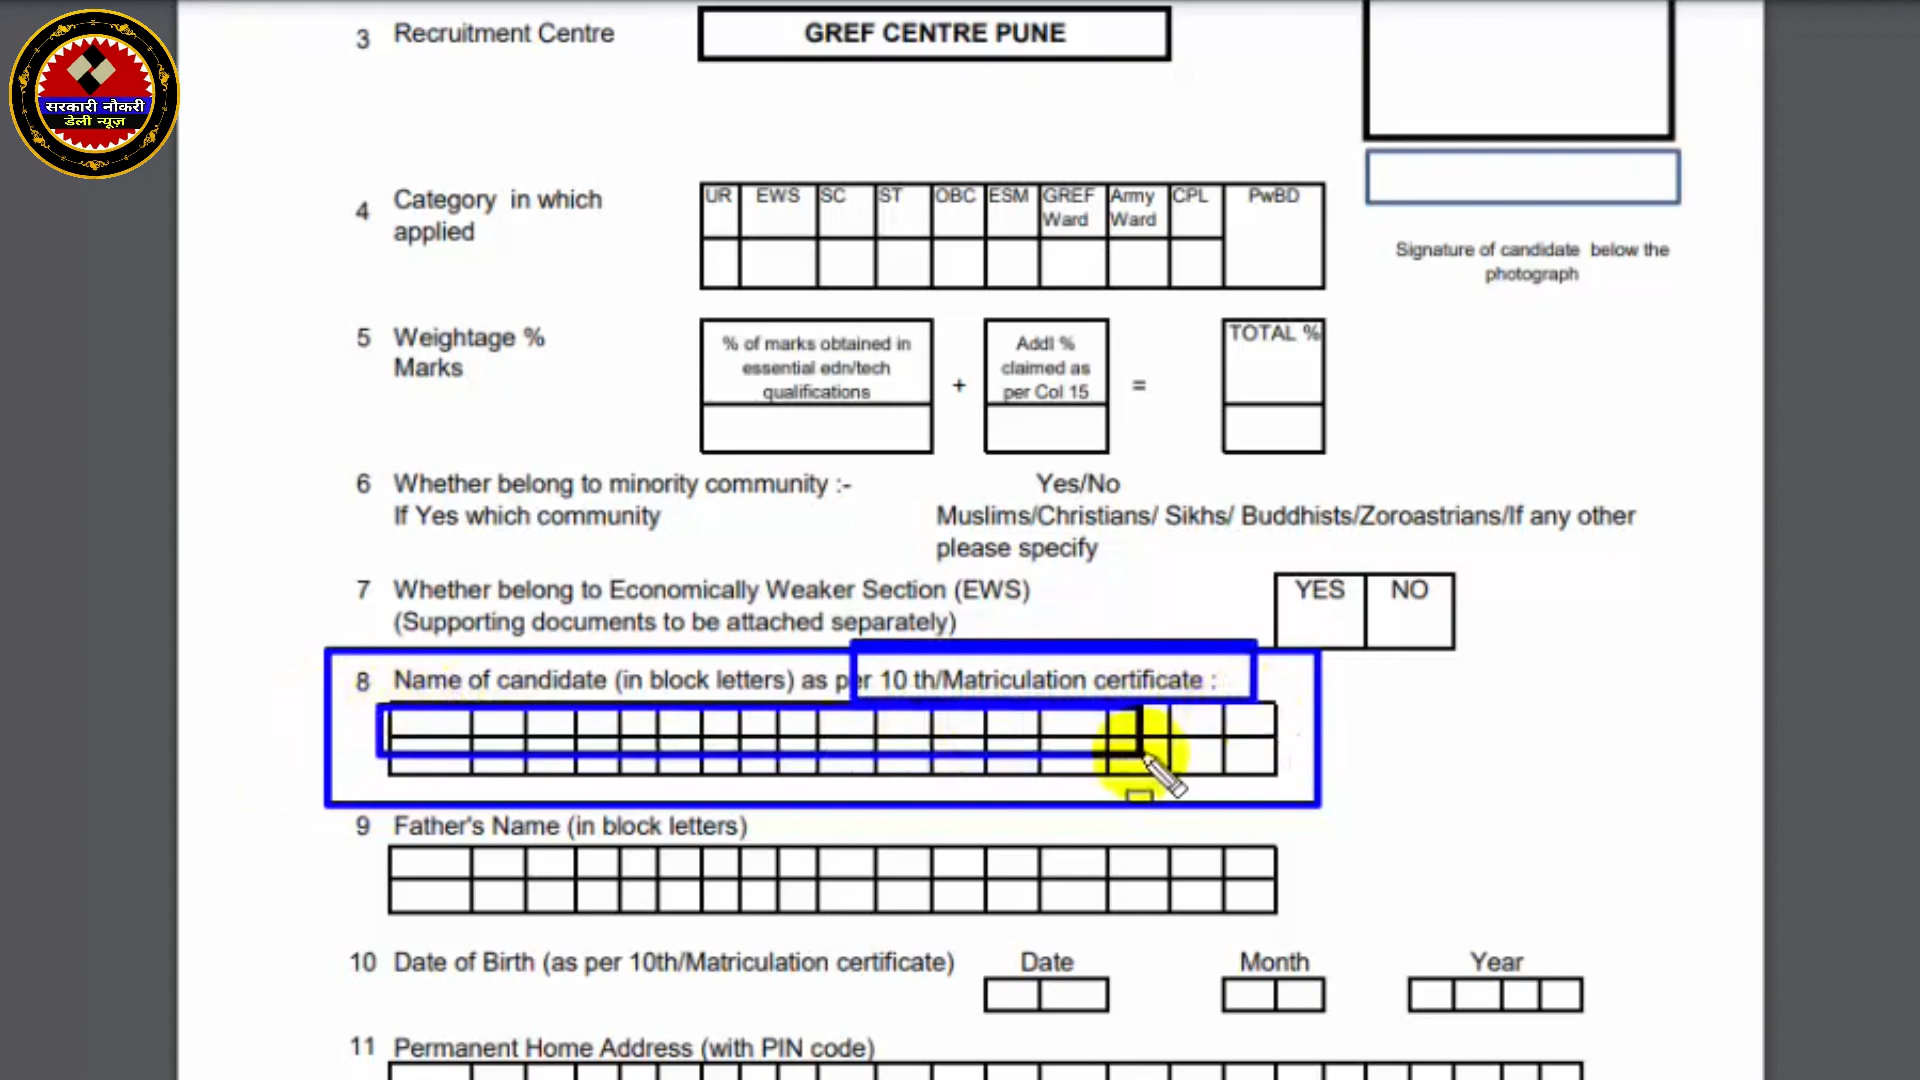 सरकारी नौकरी
डेली न्यूज़
3 Recruitment Centre GREF CENTRE PUNE
4 Category in which applied
UR EWS SC ST OBC ESM GREF Ward Army Ward CPL PwBD
Signature of candidate below the
photograph
5 Weightage %
Marks
% of marks obtained in
essential edn/tech
qualifications
+
Addl %
claimed as
per Col 15
=
TOTAL %
6 Whether belong to minority community :- Yes/No
If Yes which community Muslims/Christians/ Sikhs/ Buddhists/Zoroastrians/If any other
please specify
7 Whether belong to Economically Weaker Section (EWS) YES NO
(Supporting documents to be attached separately)
8 Name of candidate (in block letters) as per 10 th/Matriculation certificate :
9 Father's Name (in block letters)
10 Date of Birth (as per 10th/Matriculation certificate) Date Month Year
11 Permanent Home Address (with PIN code)